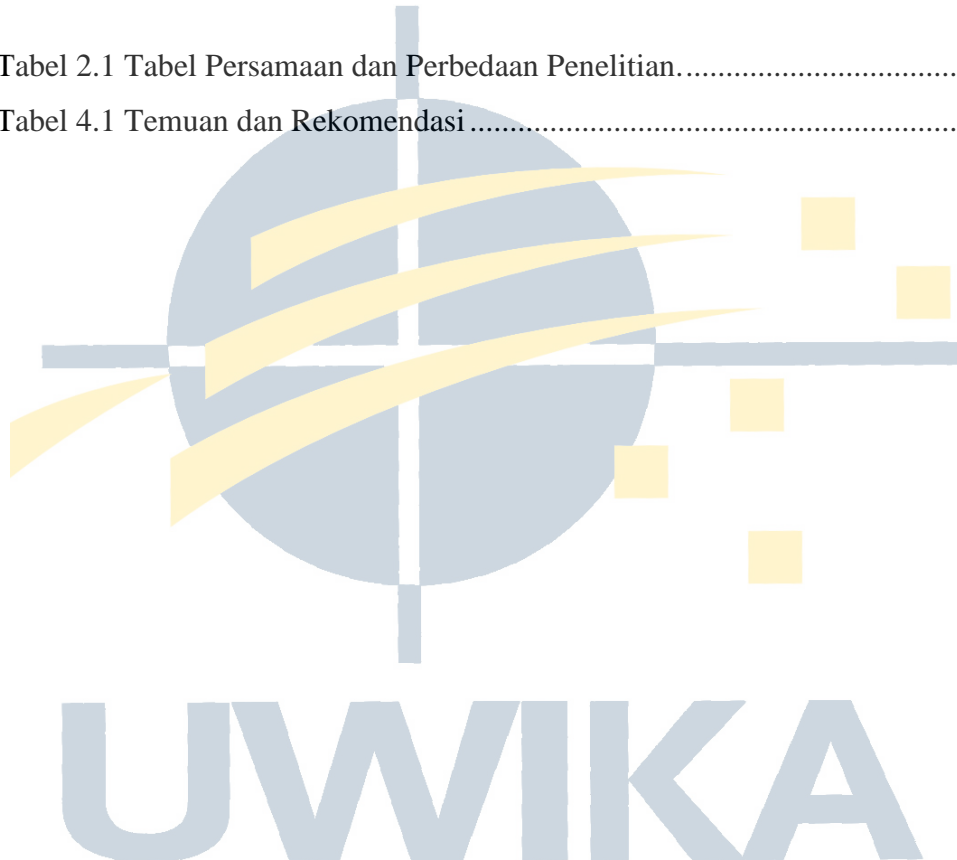 Tabel 2.1 Tabel Persamaan dan Perbedaan Penelitian..................................
Tabel 4.1 Temuan dan Rekomendasi............................................................
UWIKA